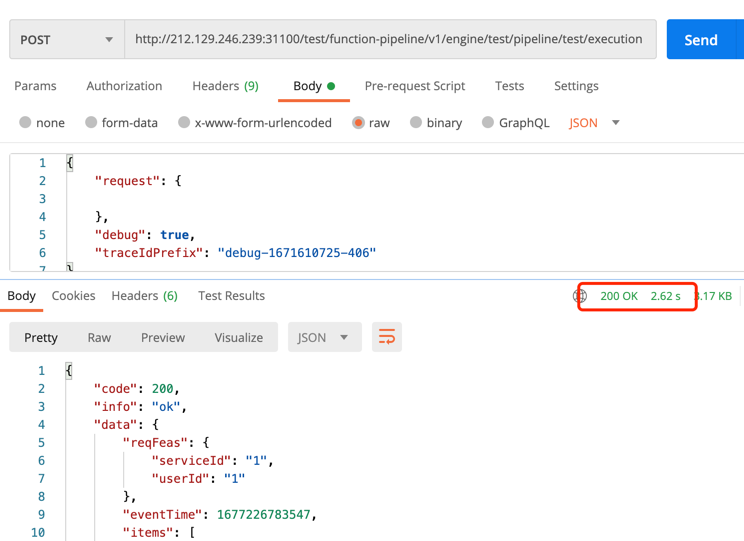 POST http://212.129.246.239:31100/test/function-pipeline/v1/engine/test/pipeline/test/execution Send
Params Authorization Headers (9) Body Pre-request Script Tests Settings
none form-data x-www-form-urlencoded raw binary GraphQL JSON
1 {
2 "request": {
3
4 },
5 "debug": true,
6 "traceIdPrefix": "debug-1671610725-406"
7 }
Body Cookies Headers (6) Test Results 200 OK 2.62 s 3.17 KB
Pretty Raw Preview Visualize JSON
1 {
2 "code": 200,
3 "info": "ok",
4 "data": {
5 "reqFeas": {
6 "serviceId": "1",
7 "userId": "1"
8 },
9 "eventTime": 1677226783547,
10 "items": [